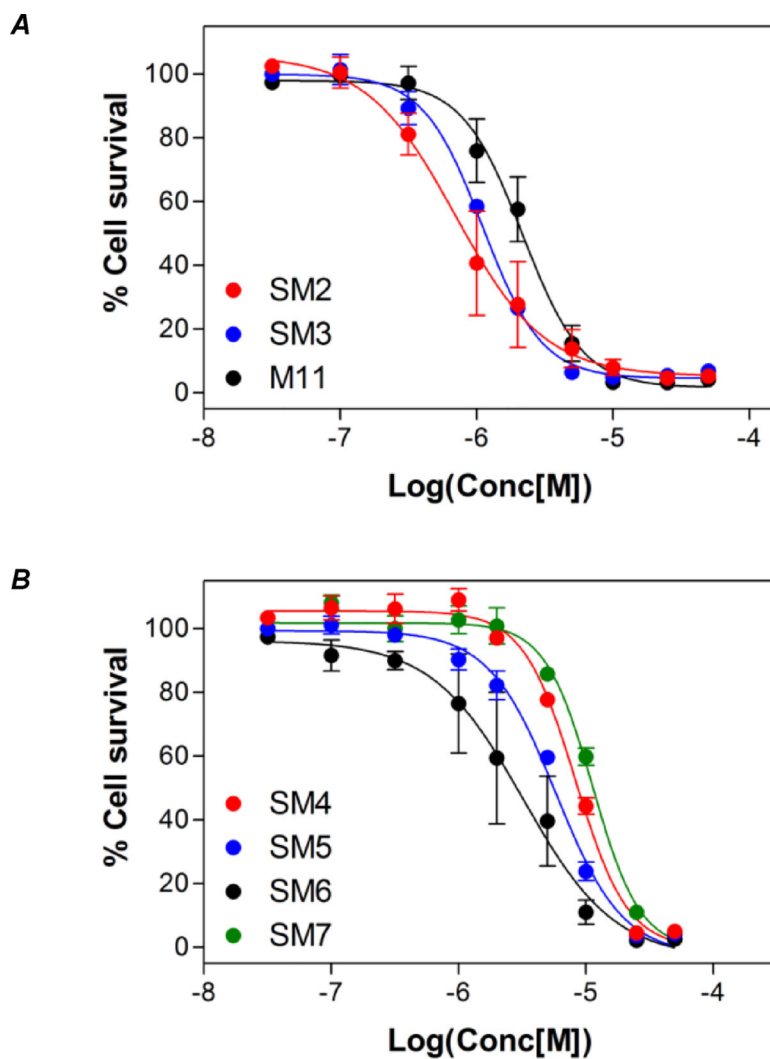 A
% Cell survival
100
80
60
40
20
0
SM2
SM3
M11
-8 -7 -6 -5 -4
Log(Conc[M])
B
% Cell survival
100
80
60
40
20
0
SM4
SM5
SM6
SM7
-8 -7 -6 -5 -4
Log(Conc[M])